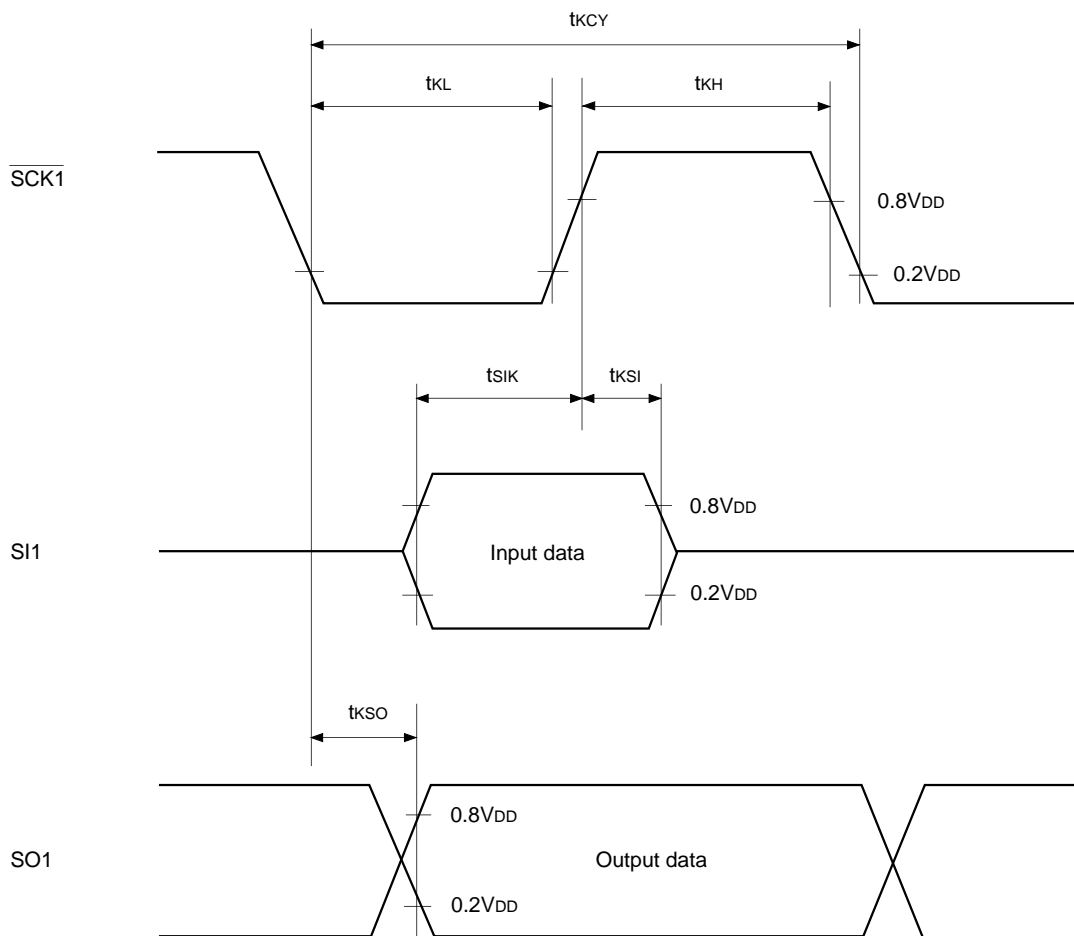 tKCY
tKL
tKH
SCK1
0.8VDD
0.2VDD
tSIK
tKSI
SI1
Input data
0.8VDD
0.2VDD
tKSO
SO1
0.8VDD
Output data
0.2VDD